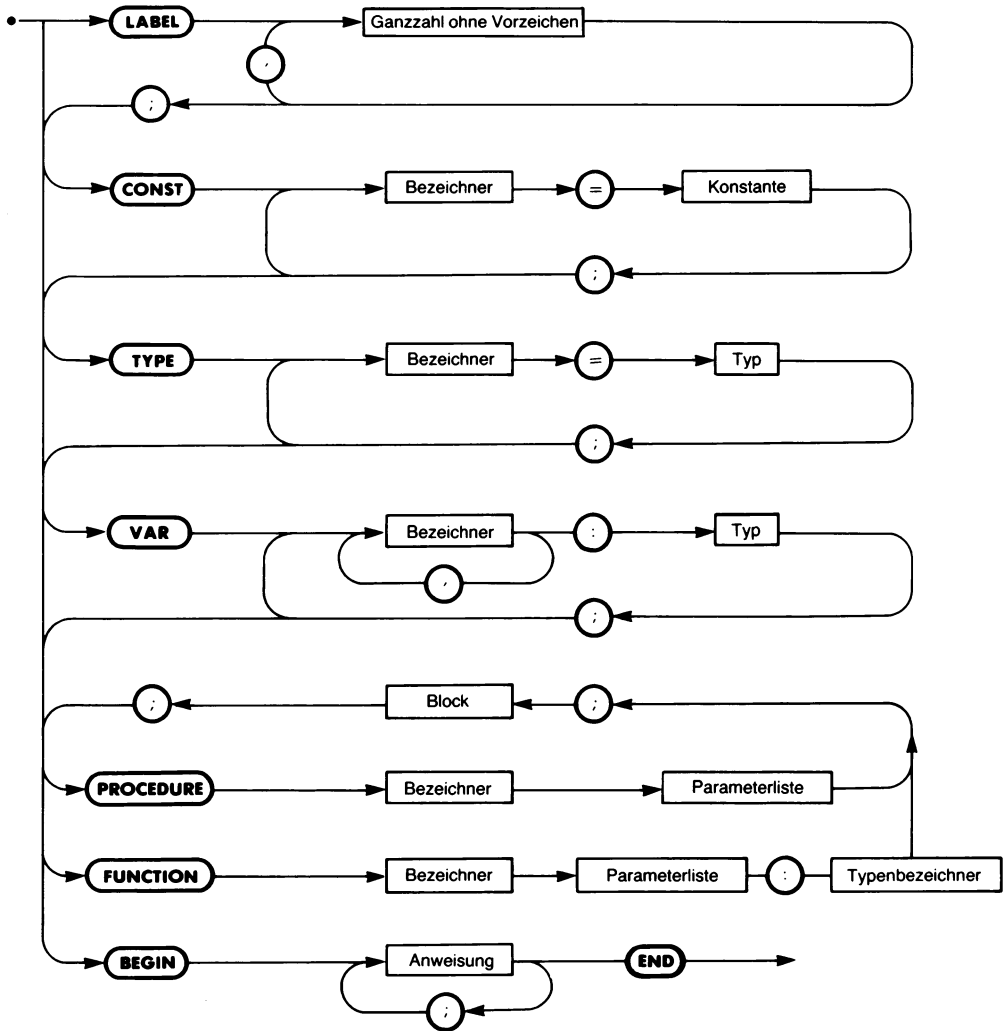 LABEL Ganzzahl ohne Vorzeichen
,
;
CONST Bezeichner = Konstante
;
TYPE Bezeichner = Typ
;
VAR Bezeichner : Typ
,
;
; Block ;
PROCEDURE Bezeichner Parameterliste
FUNCTION Bezeichner Parameterliste : Typenbezeichner
BEGIN Anweisung END
;